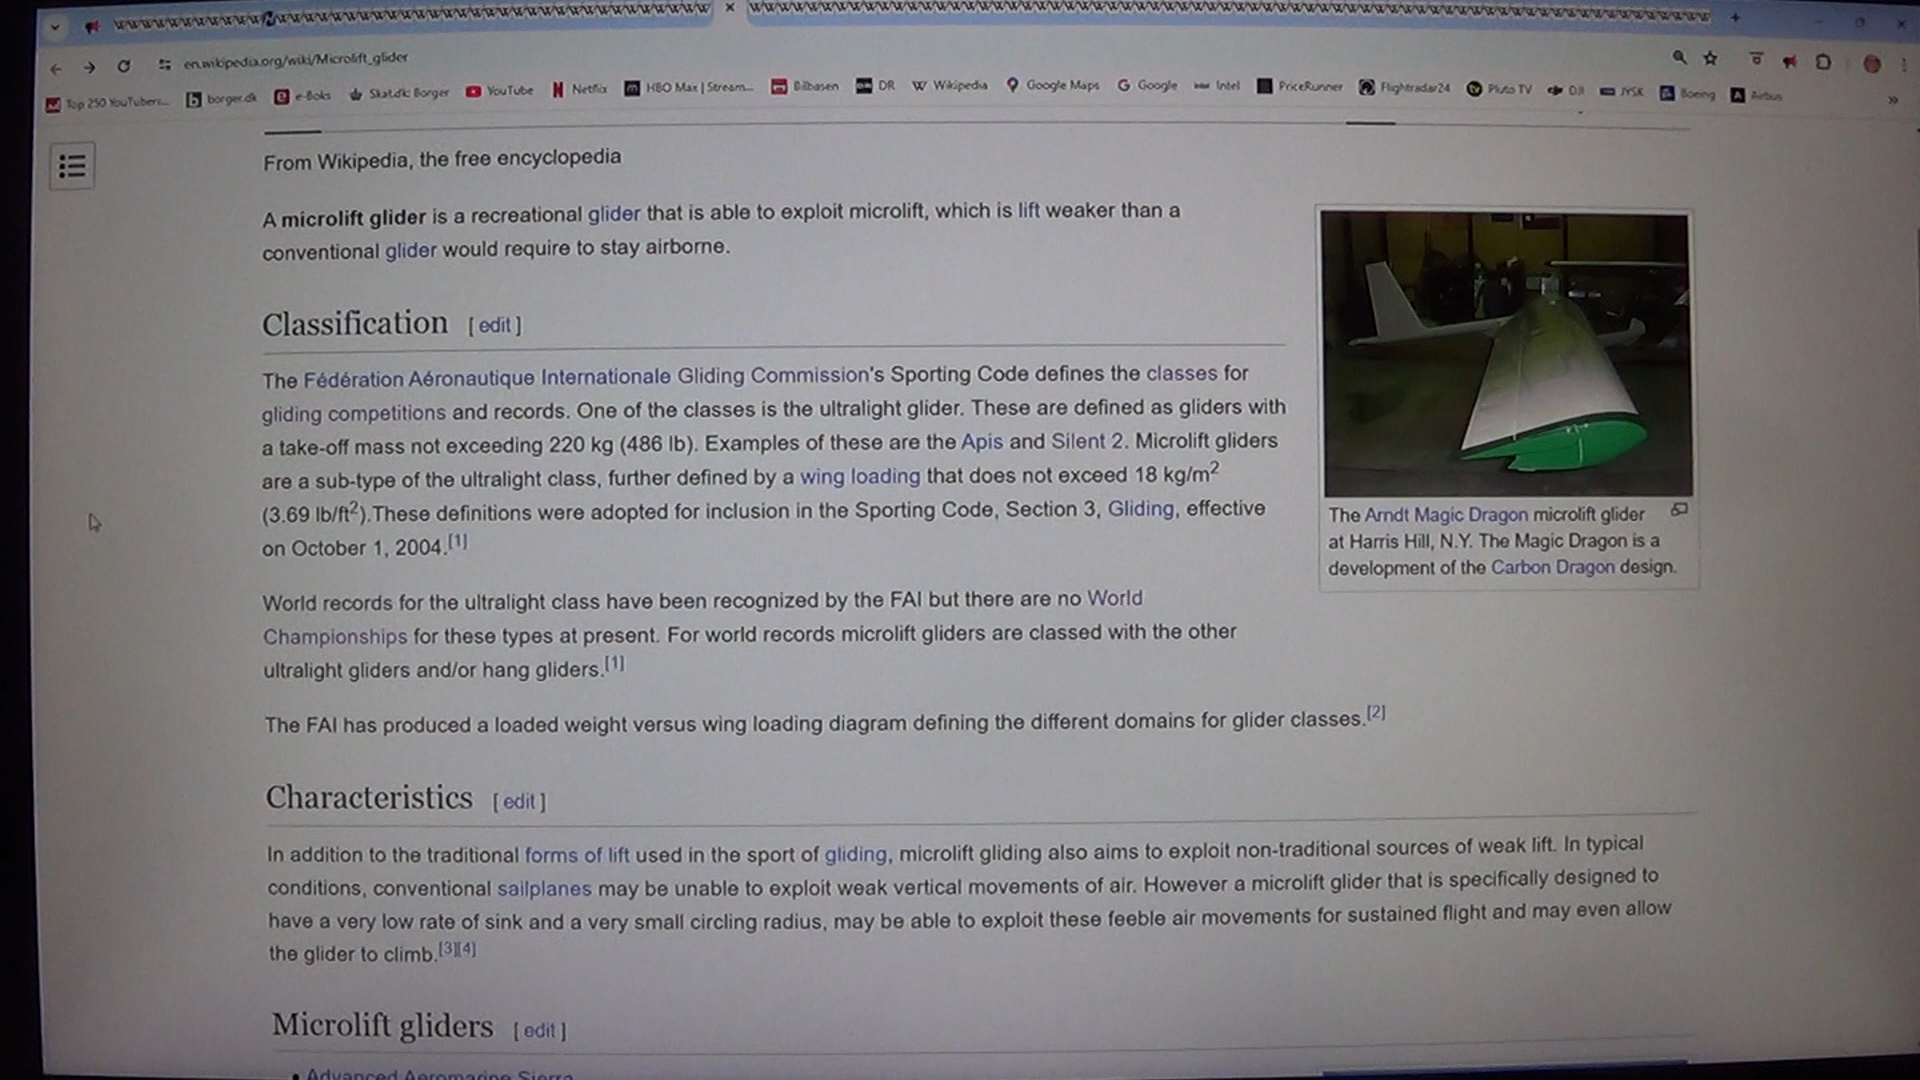 en.wikipedia.org/wiki/Microlift_glider
Top 250 YouTubers... borger.dk e-Boks Skat.dk: Borger YouTube Netflix HBO Max | Stream... Bilbasen DR Wikipedia Google Maps Google Intel PriceRunner Flightradar24 Pluto TV DJI JYSK Boeing Airbus
From Wikipedia, the free encyclopedia
A microlift glider is a recreational glider that is able to exploit microlift, which is lift weaker than a
conventional glider would require to stay airborne.
Classification [ edit ]
The Fédération Aéronautique Internationale Gliding Commission's Sporting Code defines the classes for
gliding competitions and records. One of the classes is the ultralight glider. These are defined as gliders with
a take-off mass not exceeding 220 kg (486 lb). Examples of these are the Apis and Silent 2. Microlift gliders
are a sub-type of the ultralight class, further defined by a wing loading that does not exceed 18 kg/m2
(3.69 lb/ft2).These definitions were adopted for inclusion in the Sporting Code, Section 3, Gliding, effective
on October 1, 2004.[1]
The Arndt Magic Dragon microlift glider
at Harris Hill, N.Y. The Magic Dragon is a
development of the Carbon Dragon design.
World records for the ultralight class have been recognized by the FAI but there are no World
Championships for these types at present. For world records microlift gliders are classed with the other
ultralight gliders and/or hang gliders.[1]
The FAI has produced a loaded weight versus wing loading diagram defining the different domains for glider classes.[2]
Characteristics [ edit ]
In addition to the traditional forms of lift used in the sport of gliding, microlift gliding also aims to exploit non-traditional sources of weak lift. In typical
conditions, conventional sailplanes may be unable to exploit weak vertical movements of air. However a microlift glider that is specifically designed to
have a very low rate of sink and a very small circling radius, may be able to exploit these feeble air movements for sustained flight and may even allow
the glider to climb.[3][4]
Microlift gliders [ edit ]
Advanced Aeromarine Sierra